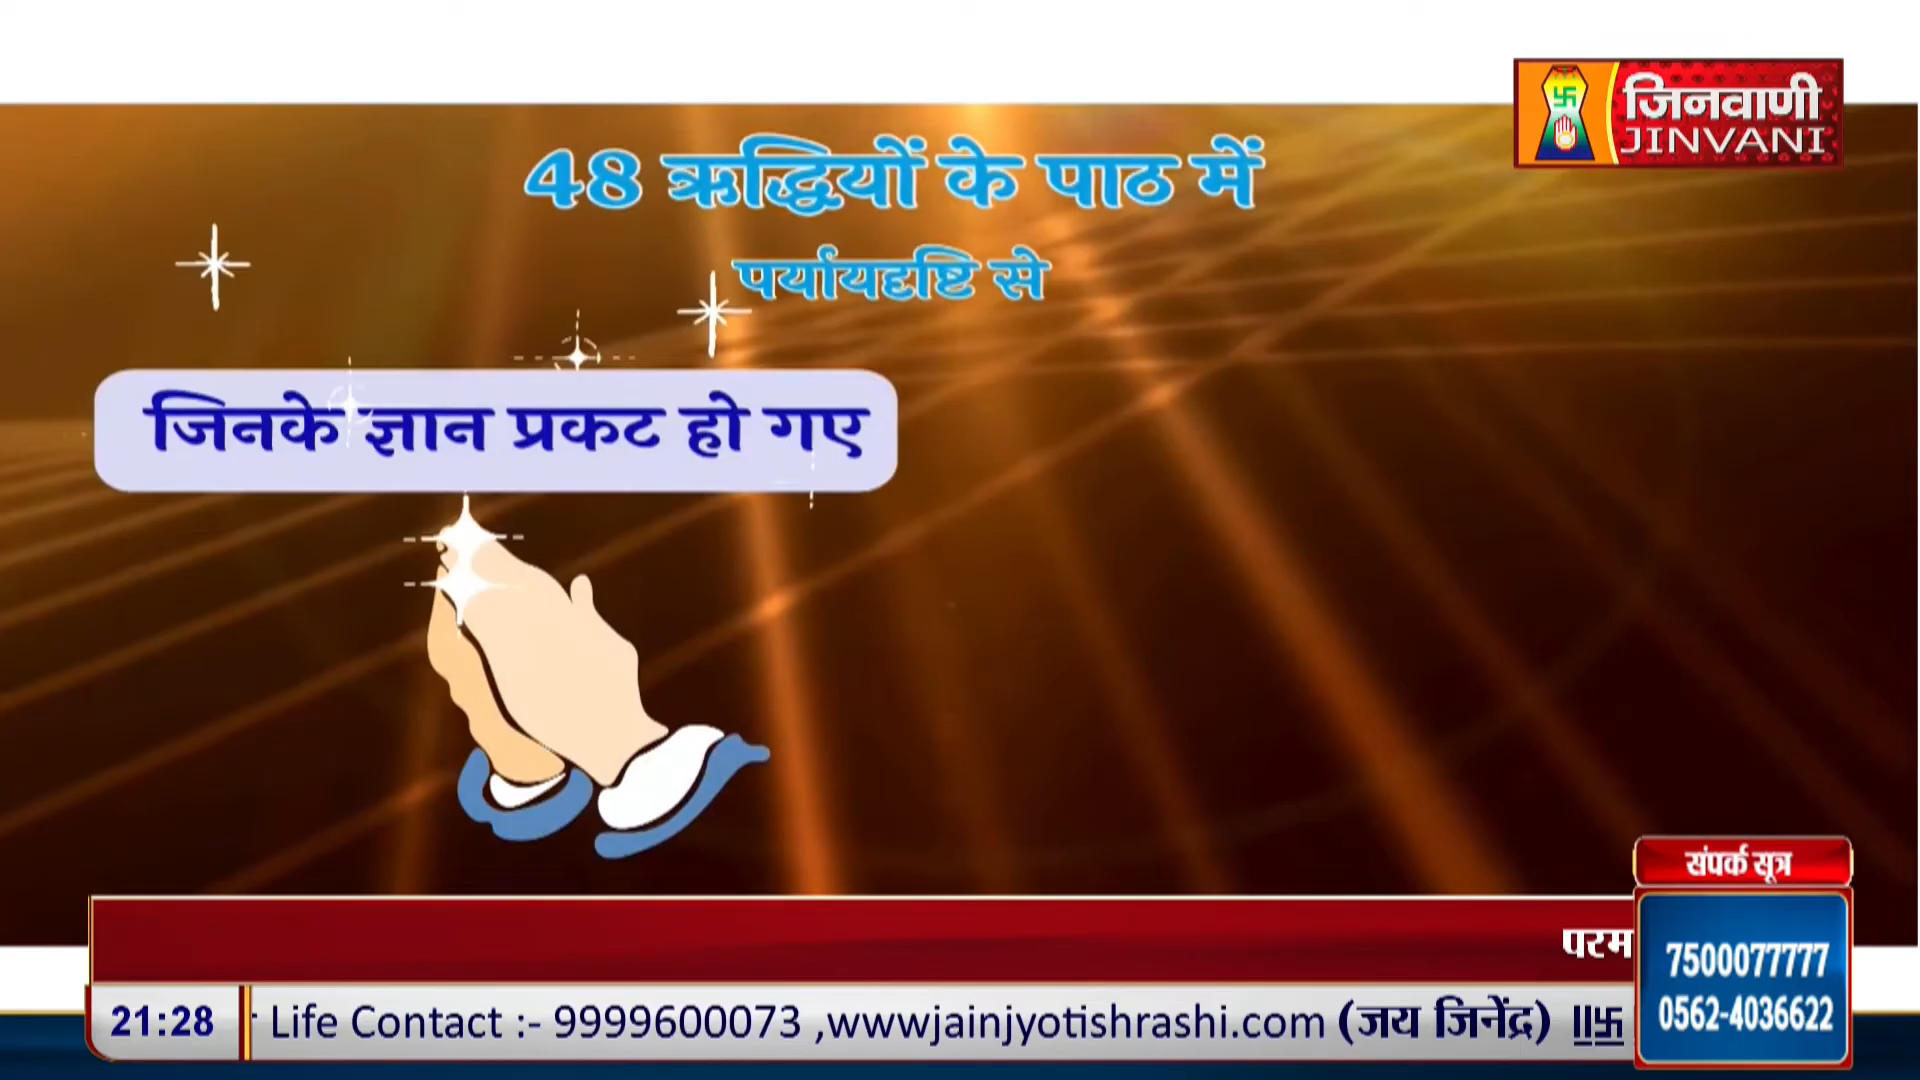 जिनवाणी
JINVANI
48 ऋद्धियों के पाठ में
पर्यायदृष्टि से
जिनके ज्ञान प्रकट हो गए
संपर्क सूत्र
परम
7500077777
0562-4036622
21:28
Life Contact :- 9999600073 ,wwwjainjyotishrashi.com (जय जिनेंद्र) ॥卐